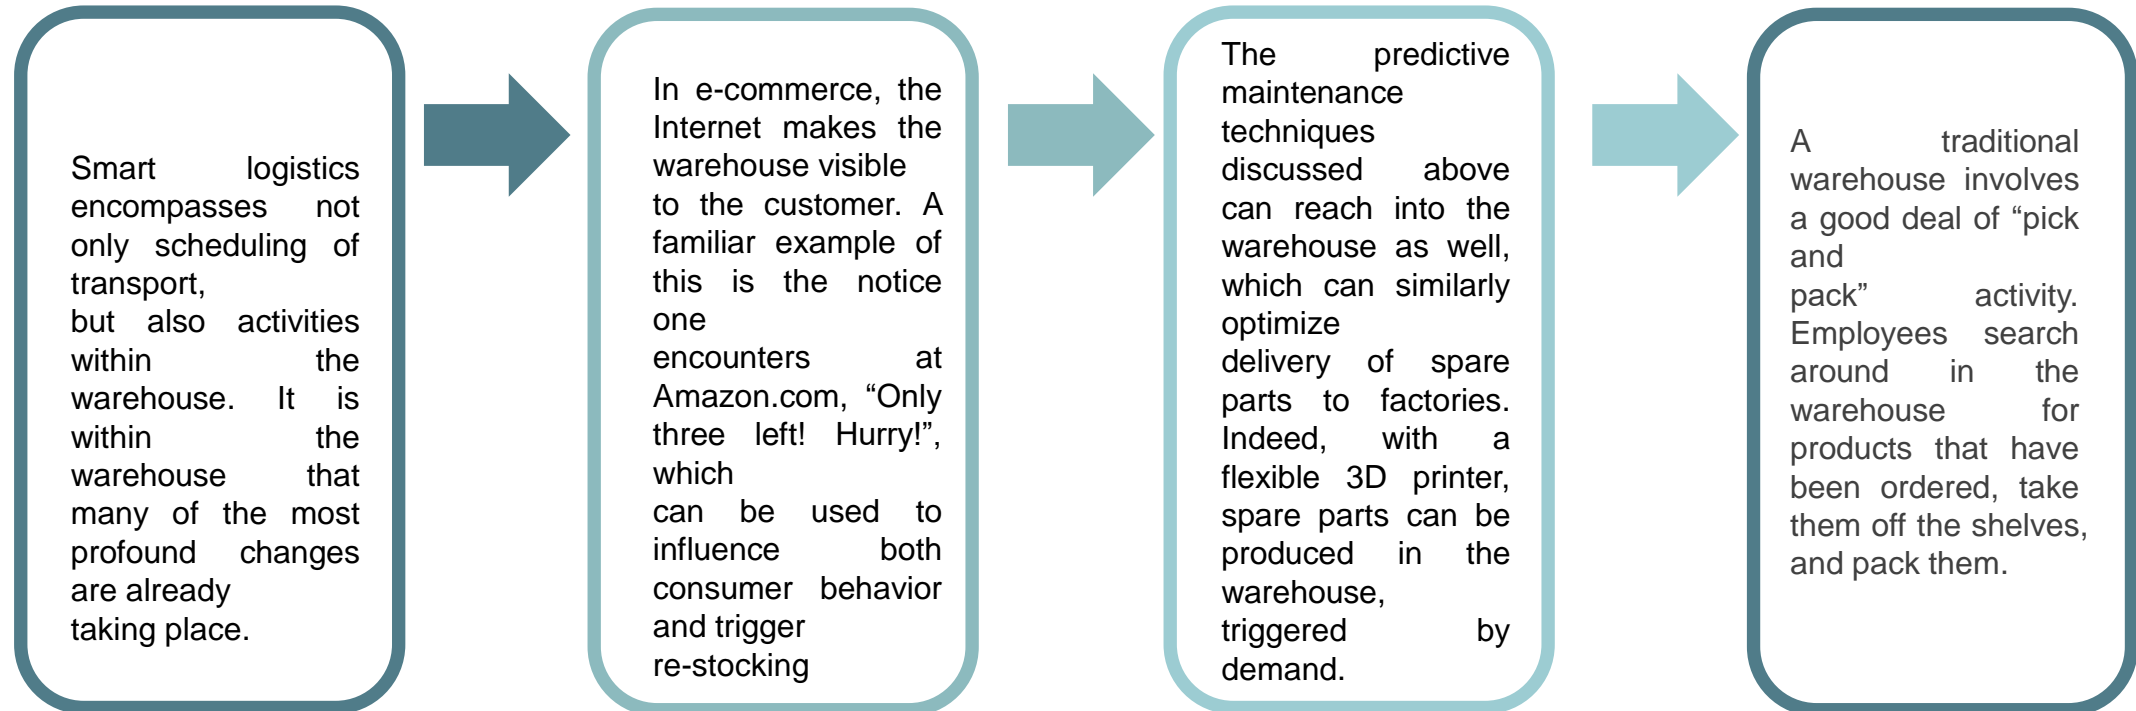 Smart logistics
encompasses not
only scheduling of
transport,
but also activities
within the
warehouse. It is
within the
warehouse that
many of the most
profound changes
are already
taking place.
In e-commerce, the
Internet makes the
warehouse visible
to the customer. A
familiar example of
this is the notice
one
encounters at
Amazon.com, “Only
three left! Hurry!”,
which
can be used to
influence both
consumer behavior
and trigger
re-stocking
The predictive
maintenance
techniques
discussed above
can reach into the
warehouse as well,
which can similarly
optimize
delivery of spare
parts to factories.
Indeed, with a
flexible 3D printer,
spare parts can be
produced in the
warehouse,
triggered by
demand.
A traditional
warehouse involves
a good deal of “pick
and
pack” activity.
Employees search
around in the
warehouse for
products that have
been ordered, take
them off the shelves,
and pack them.